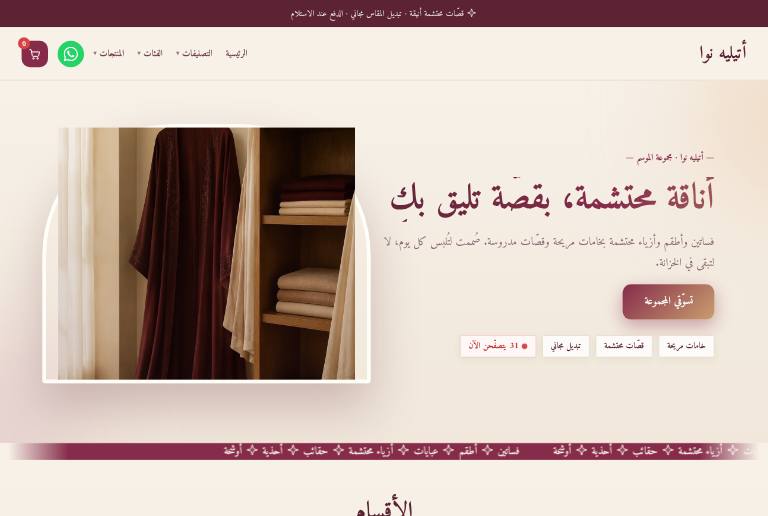 ✧ قصّات محتشمة أنيقة · تبديل المقاس مجاني · الدفع عند الاستلام
أتيليه نوا
الرئيسية التصنيفات ▾ الفئات ▾ المنتجات ▾
0
— أتيليه نوا · مجموعة الموسم —
أناقة محتشمة، بقصّة تليق بكِ
فساتين وأطقم وأزياء محتشمة بخامات مريحة وقصّات مدروسة. صُممت لتُلبس كل يوم، لا
لتبقى في الخزانة.
تسوّقي المجموعة
خامات مريحة
قصّات محتشمة
تبديل مجاني
31 يتصفّحن الآن
✧ أزياء محتشمة ✧ حقائب ✧ أحذية ✧ أوشحة فساتين ✧ أطقم ✧ عبايات ✧ أزياء محتشمة ✧ حقائب ✧ أحذية ✧ أوشحة
الأقسام